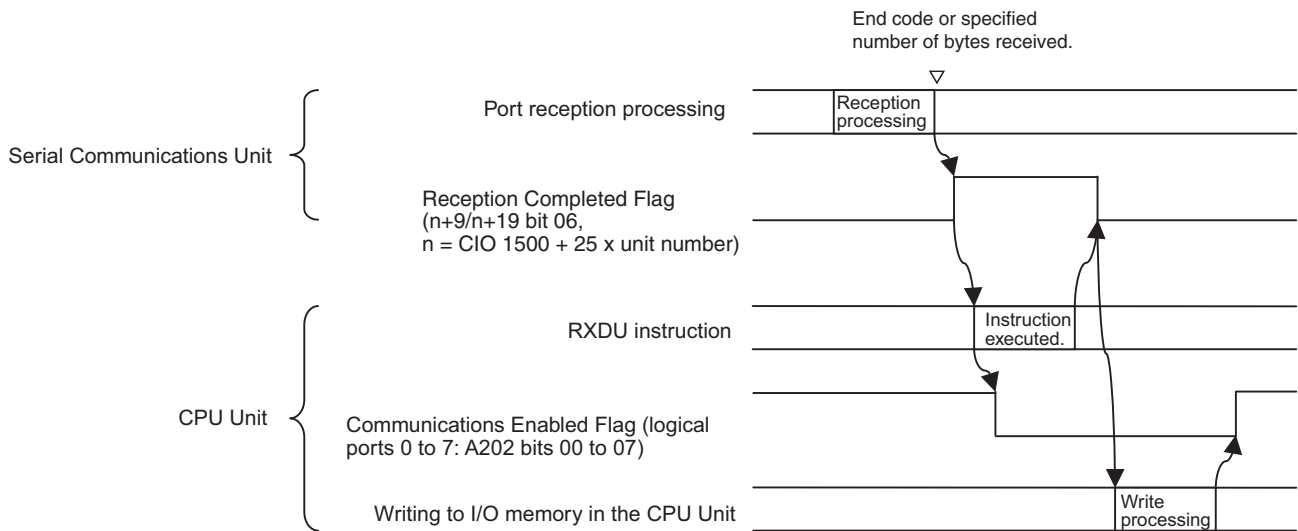 End code or specified
number of bytes received.
Port reception processing
Reception
processing
Serial Communications Unit
Reception Completed Flag
(n+9/n+19 bit 06,
n = CIO 1500 + 25 x unit number)
RXDU instruction
Instruction
executed.
CPU Unit
Communications Enabled Flag (logical
ports 0 to 7: A202 bits 00 to 07)
Writing to I/O memory in the CPU Unit
Write
processing